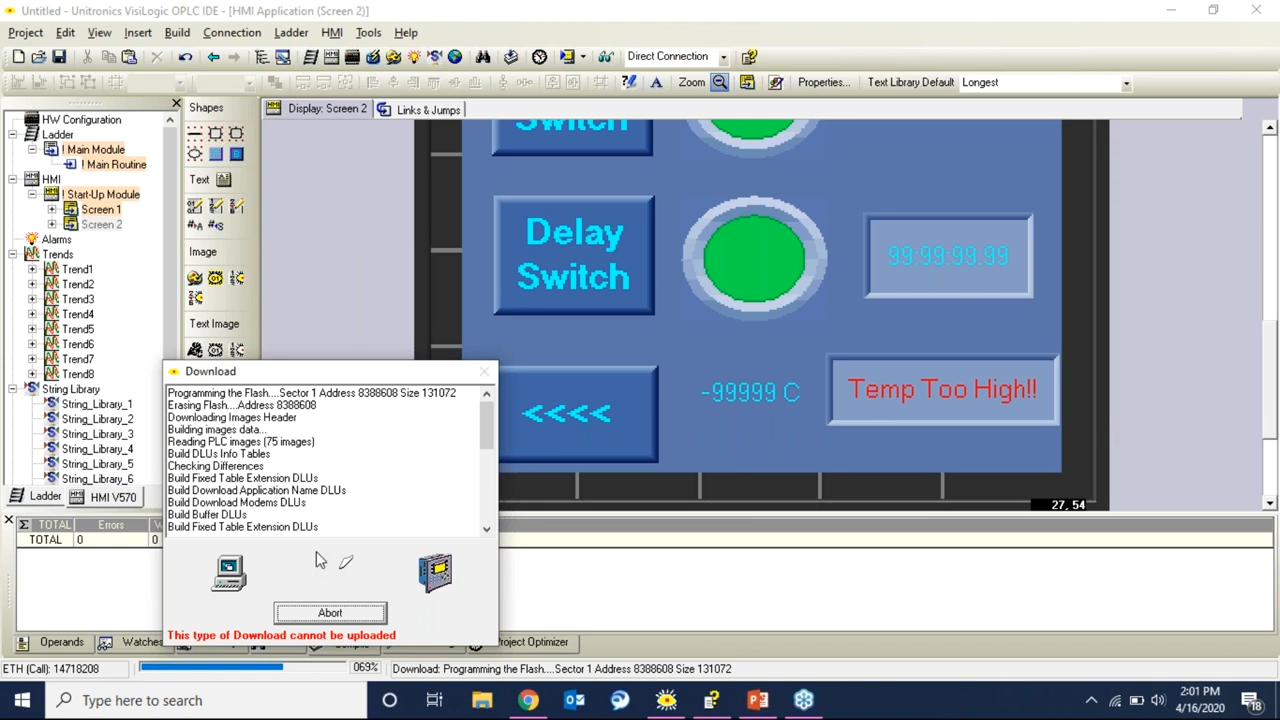 Untitled - Unitronics VisiLogic OPLC IDE - [HMI Application (Screen 2)]
Project Edit View Insert Build Connection Ladder HMI Tools Help
Direct Connection
Zoom Properties... Text Library Default Longest
Shapes
Text
Image
Text Image
HW Configuration
Ladder
! Main Module
! Main Routine
HMI
! Start-Up Module
Screen 1
Screen 2
Alarms
Trends
Trend1
Trend2
Trend3
Trend4
Trend5
Trend6
Trend7
Trend8
String Library
String_Library_1
String_Library_2
String_Library_3
String_Library_4
String_Library_5
String_Library_6
Ladder HMI V570
Display: Screen 2 Links & Jumps
Switch
Delay
Switch
99:99:99.99
<<<<
-99999 C
Temp Too High!!
27, 54
Download
Programming the Flash....Sector 1 Address 8388608 Size 131072
Erasing Flash....Address 8388608
Downloading Images Header
Building images data...
Reading PLC images (75 images)
Build DLUs Info Tables
Checking Differences
Build Fixed Table Extension DLUs
Build Download Application Name DLUs
Build Download Modems DLUs
Build Buffer DLUs
Build Fixed Table Extension DLUs
Abort
This type of Download cannot be uploaded
TOTAL Errors W
TOTAL 0 0
Operands Watches Project Optimizer
ETH (Call): 14718208 069% Download: Programming the Flash....Sector 1 Address 8388608 Size 131072
Type here to search
2:01 PM
4/16/2020
18